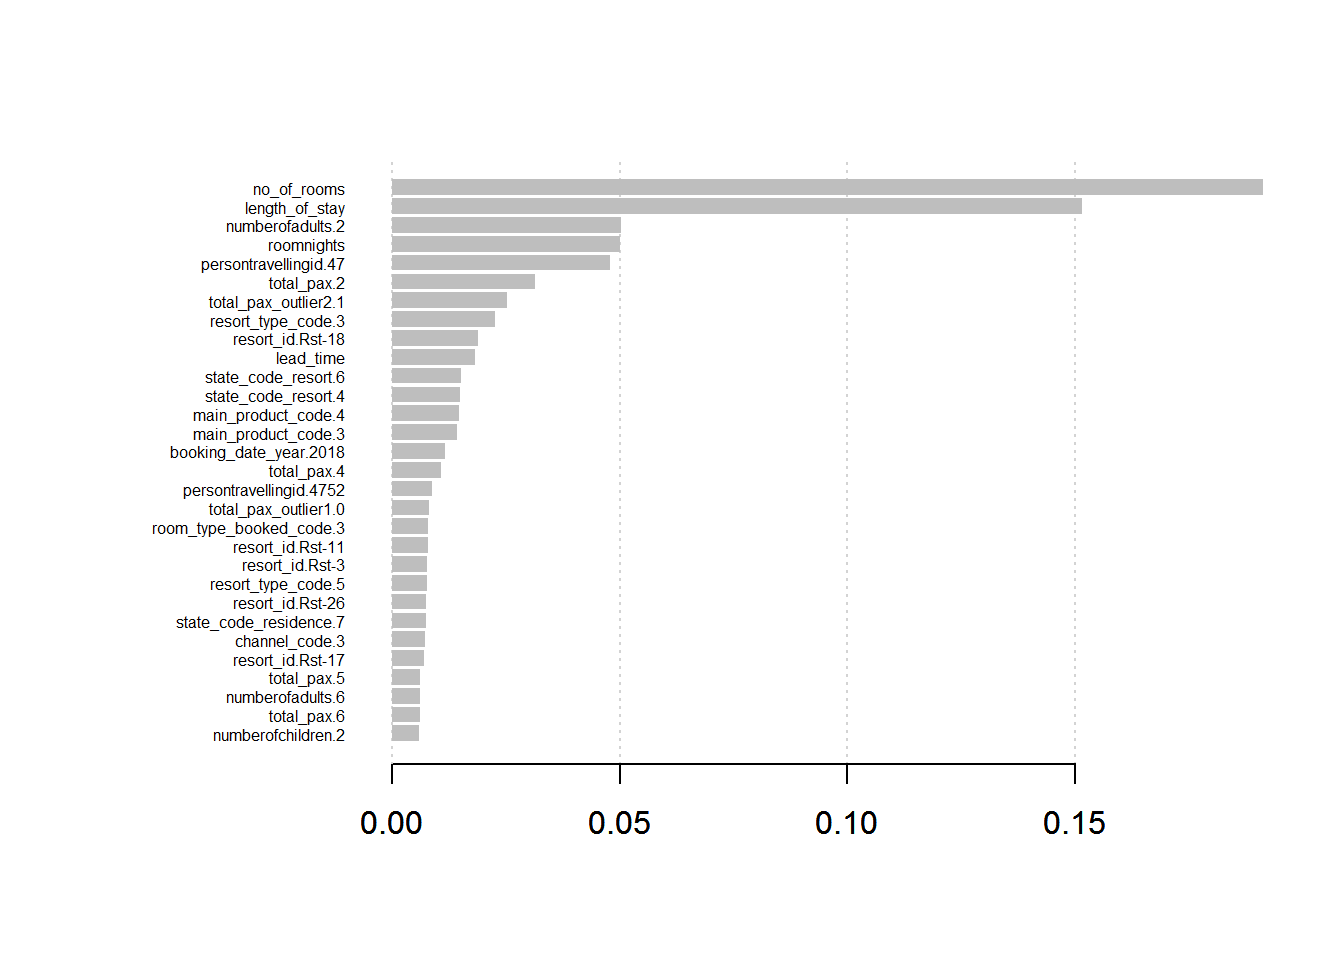 no_of_rooms
length_of_stay
numberofadults.2
roomnights
persontravellingid.47
total_pax.2
total_pax_outlier2.1
resort_type_code.3
resort_id.Rst-18
lead_time
state_code_resort.6
state_code_resort.4
main_product_code.4
main_product_code.3
booking_date_year.2018
total_pax.4
persontravellingid.4752
total_pax_outlier1.0
room_type_booked_code.3
resort_id.Rst-11
resort_id.Rst-3
resort_type_code.5
resort_id.Rst-26
state_code_residence.7
channel_code.3
resort_id.Rst-17
total_pax.5
numberofadults.6
total_pax.6
numberofchildren.2
0.00 0.05 0.10 0.15